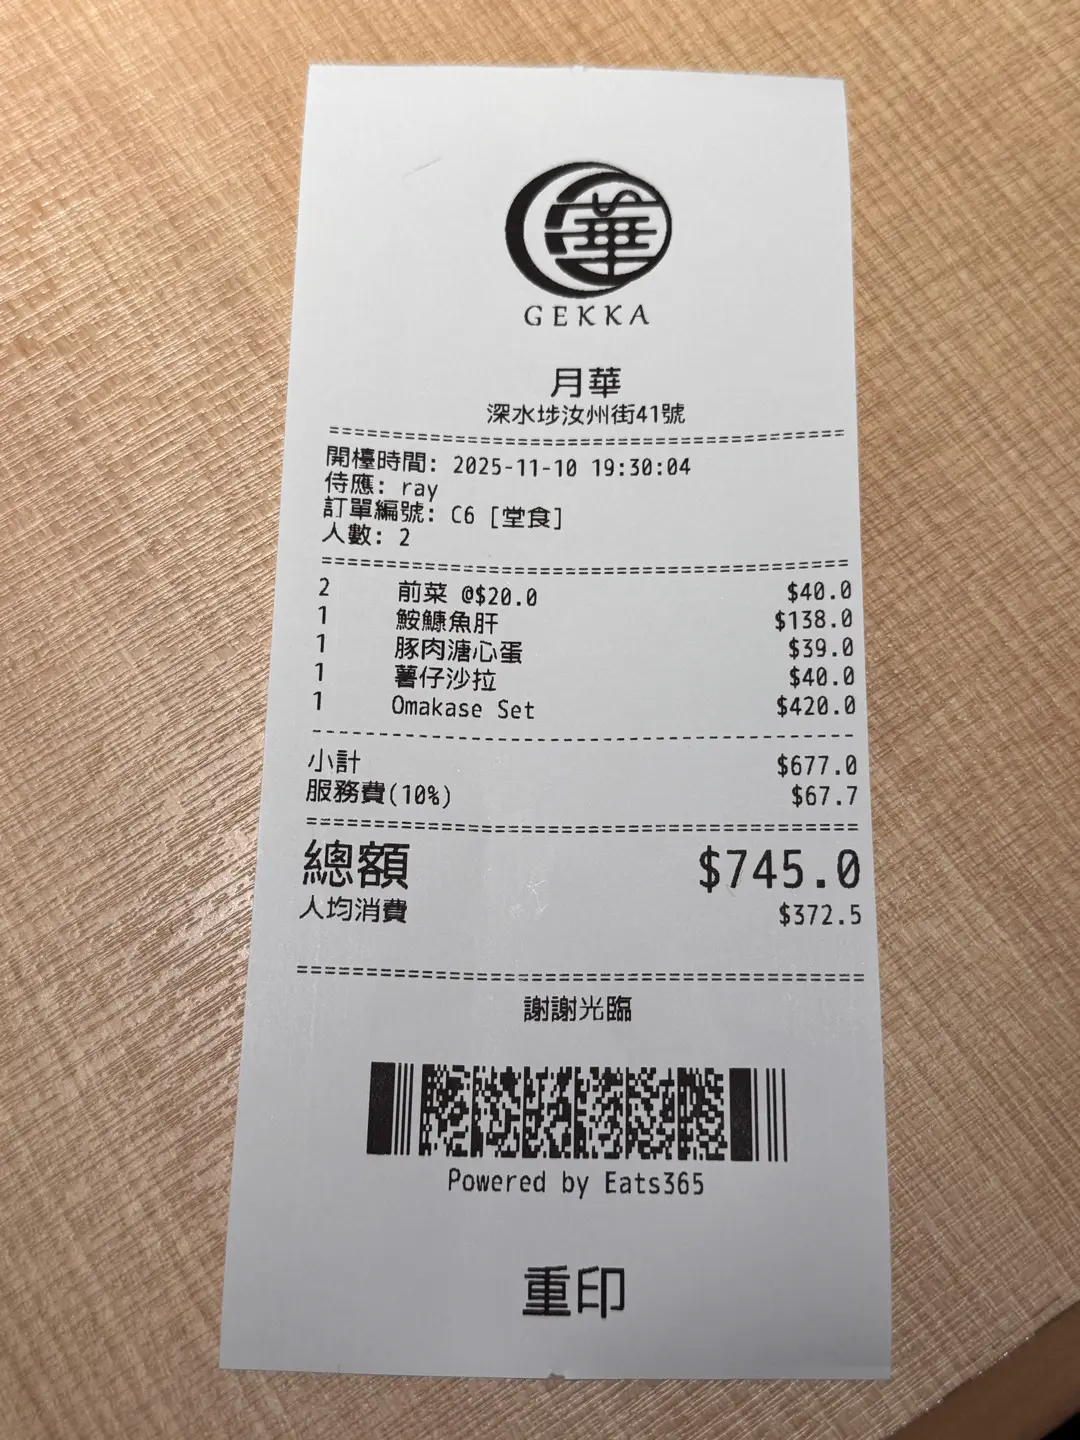 華
GEKKA
月華
深水埗汝州街41號
開檯時間: 2025-11-10 19:30:04
侍應: ray
訂單編號: C6 [堂食]
人數: 2
2 前菜 @$20.0 $40.0
1 鮟鱇魚肝 $138.0
1 豚肉溏心蛋 $39.0
1 薯仔沙拉 $40.0
1 Omakase Set $420.0
小計 $677.0
服務費(10%) $67.7
總額 $745.0
人均消費 $372.5
謝謝光臨
Powered by Eats365
重印